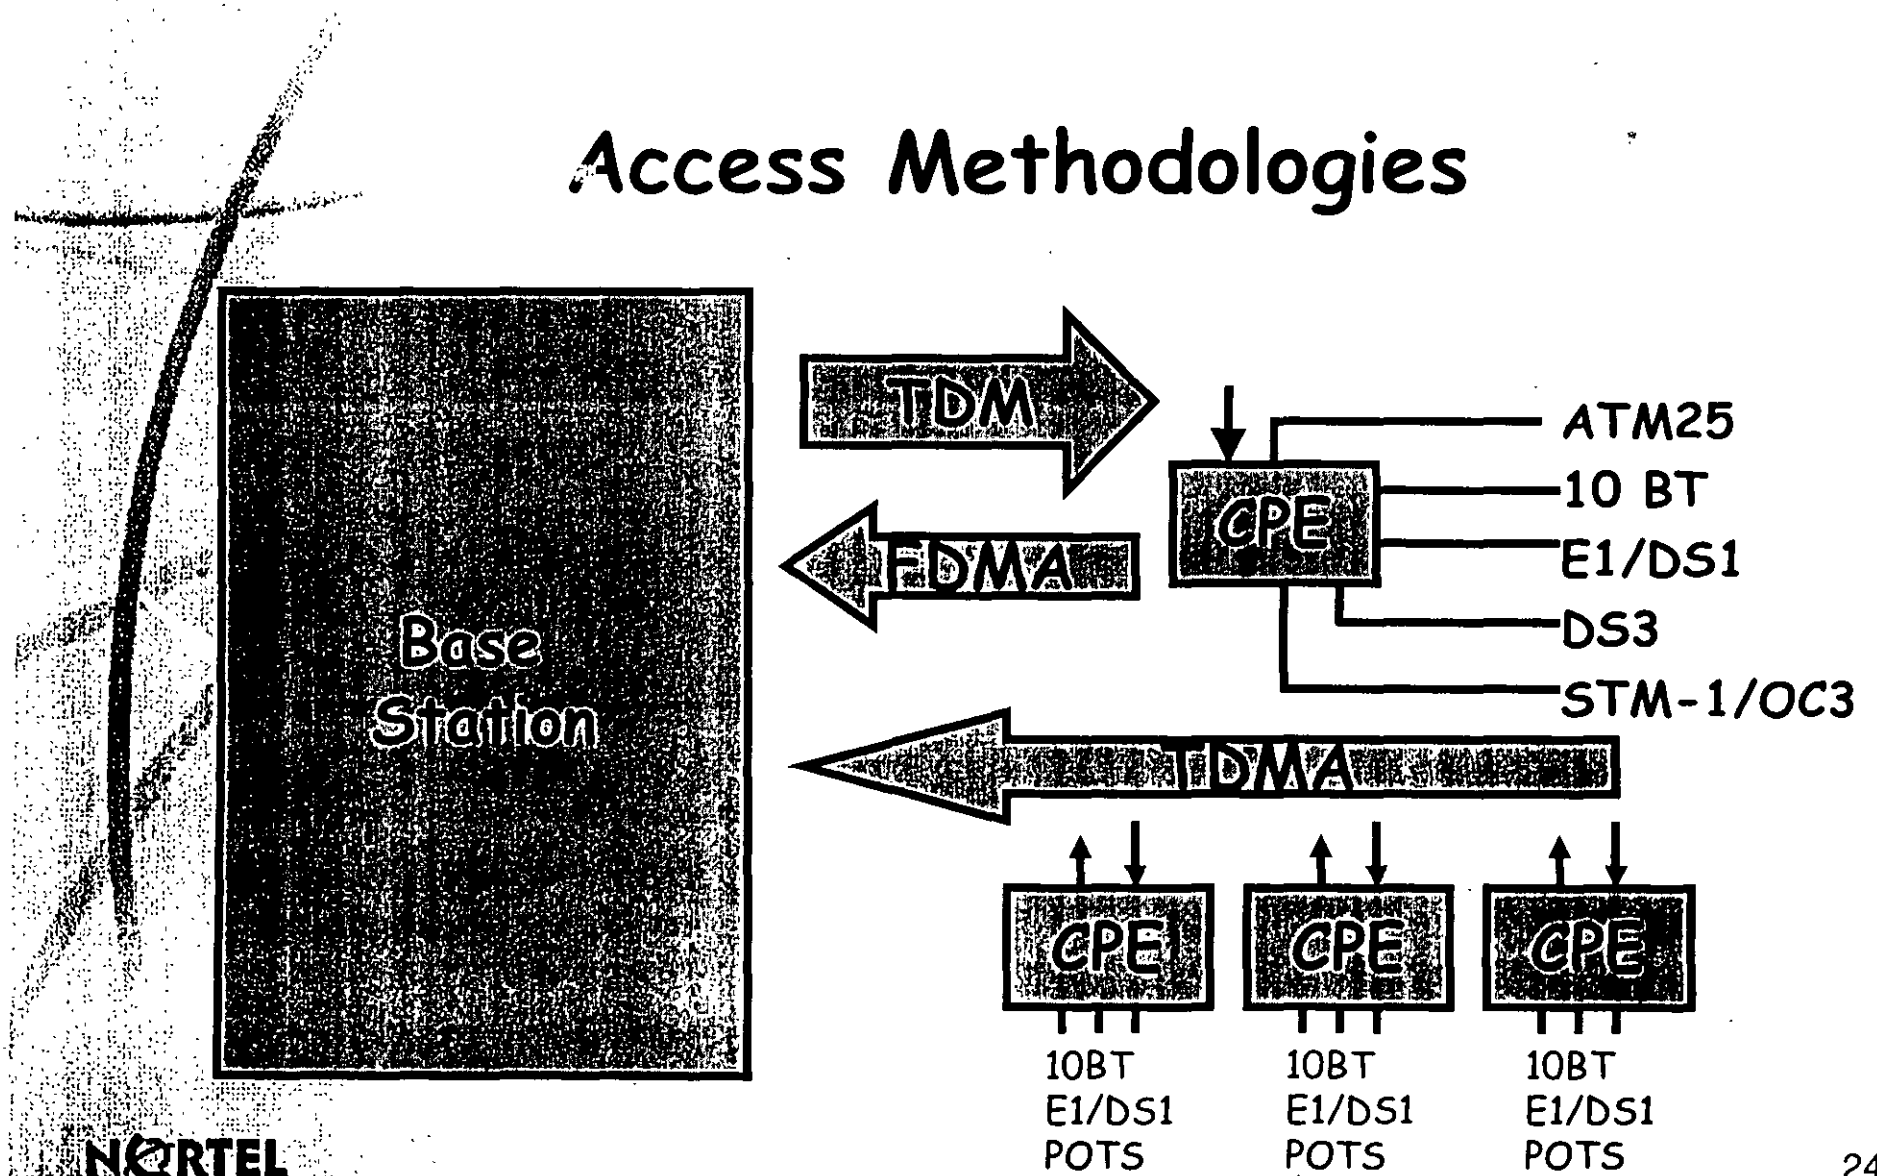 Access Methodologies
TDM
ATM25
10 BT
CPE
E1/DS1
FDMA
DS3
Base
Station
STM-1/OC3
TDMA
CPE CPE CPE
10BT 10BT 10BT
E1/DS1 E1/DS1 E1/DS1
POTS POTS POTS
NORTEL
24